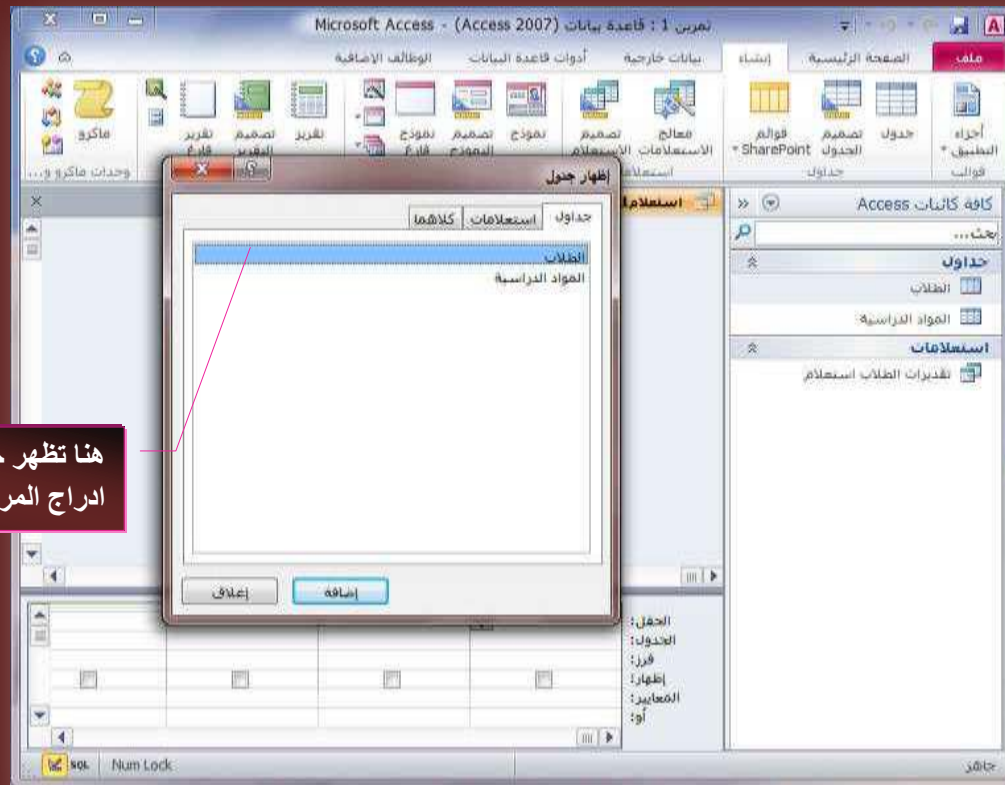 تمرين 1 : قاعدة بيانات (Access 2007) - Microsoft Access
ملف
الصفحة الرئيسية
إنشاء
بيانات خارجية
أدوات قاعدة البيانات
الوظائف الإضافية
أجزاء التطبيق
جدول
تصميم الجدول
قوائم SharePoint
معالج الاستعلامات
تصميم الاستعلام
نموذج
تصميم النموذج
نموذج فارغ
تقرير
تصميم التقرير
تقرير فارغ
ماكرو
قوالب
جداول
وحدات ماكرو و...
كافة كائنات Access
بحث...
جداول
الطلاب
المواد الدراسية
استعلامات
تقديرات الطلاب استعلام
إظهار جدول
جداول
استعلامات
كلاهما
الطلاب
المواد الدراسية
إضافة
إغلاق
هنا تظهر
ادراج
الحقل:
الجدول:
فرز:
إظهار:
المعايير:
أو:
جاهز
Num Lock
SQL